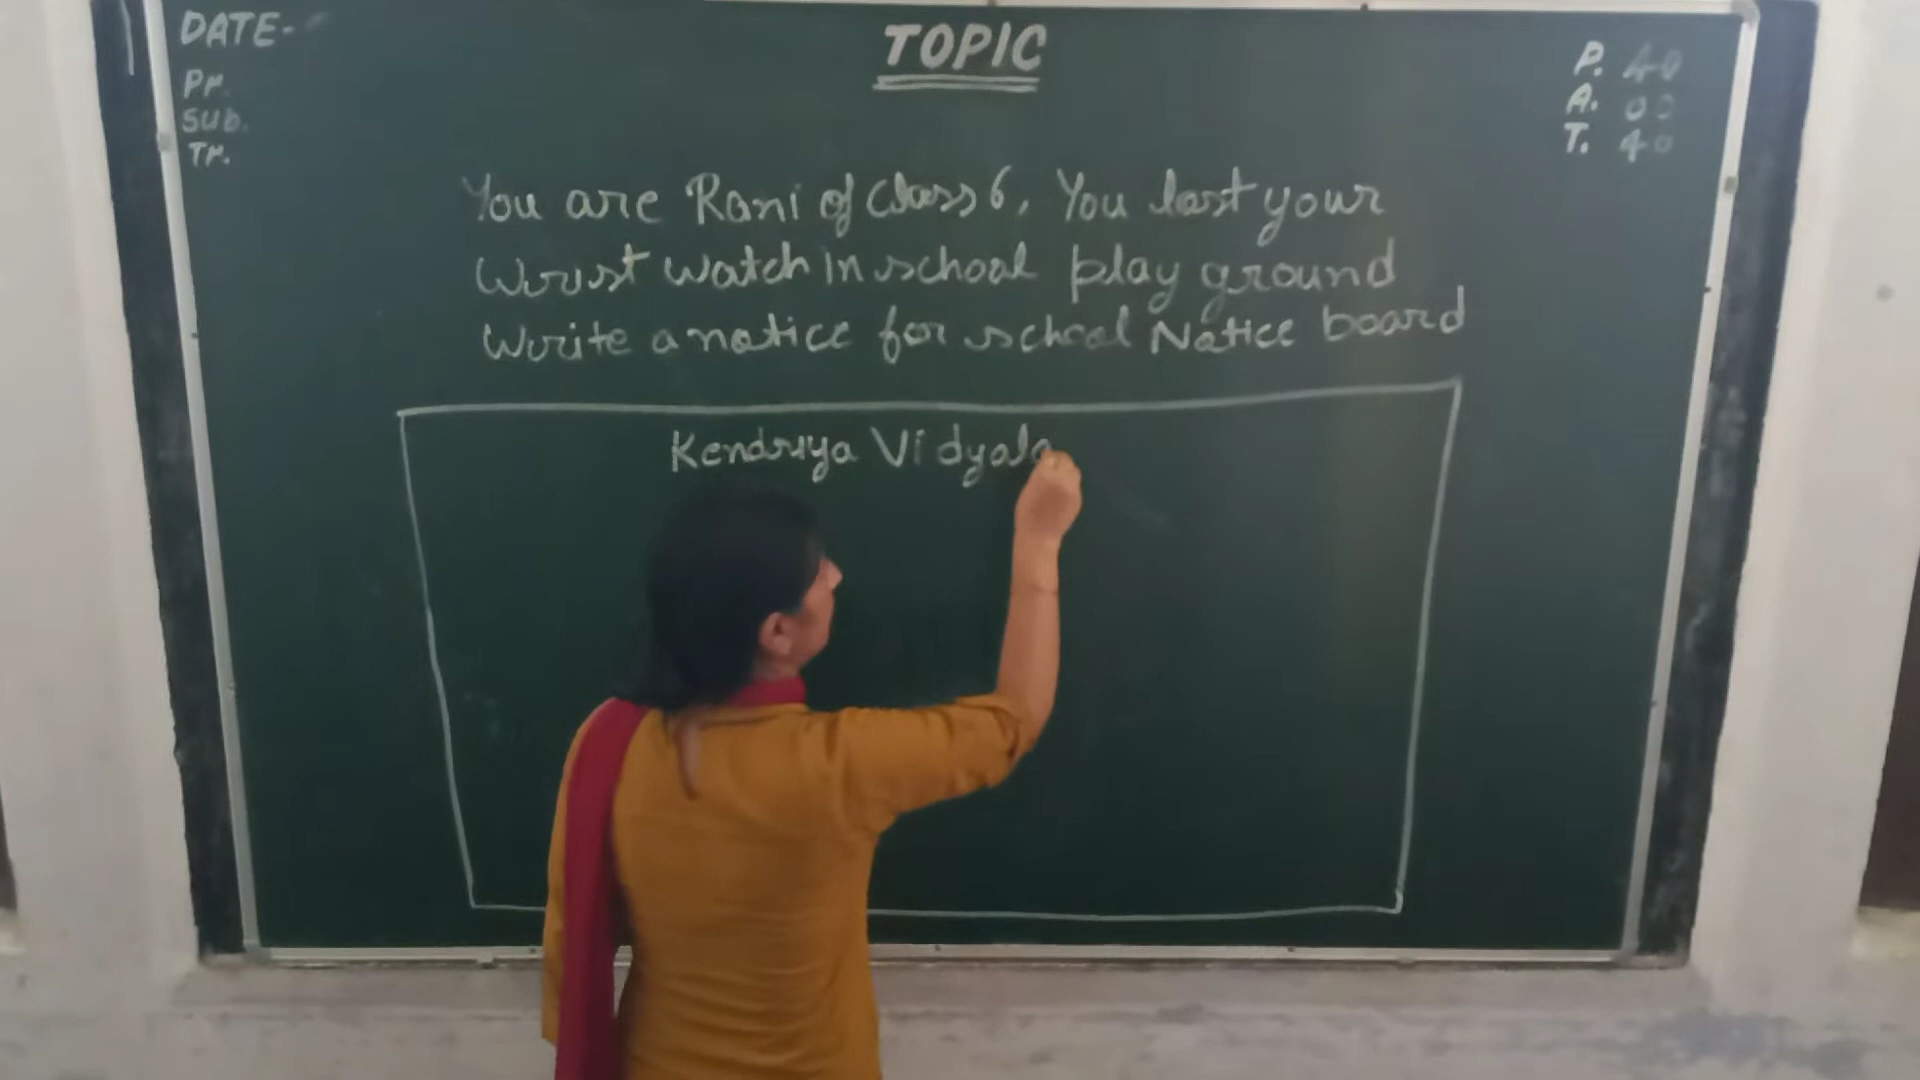 DATE-
Pr.
SUB.
Tr.
TOPIC
P. 40
A. 00
T. 40
You are Rani of class 6, You lost your
Wrist watch in school play ground
Write a notice for school Notice board
Kendriya Vidyala